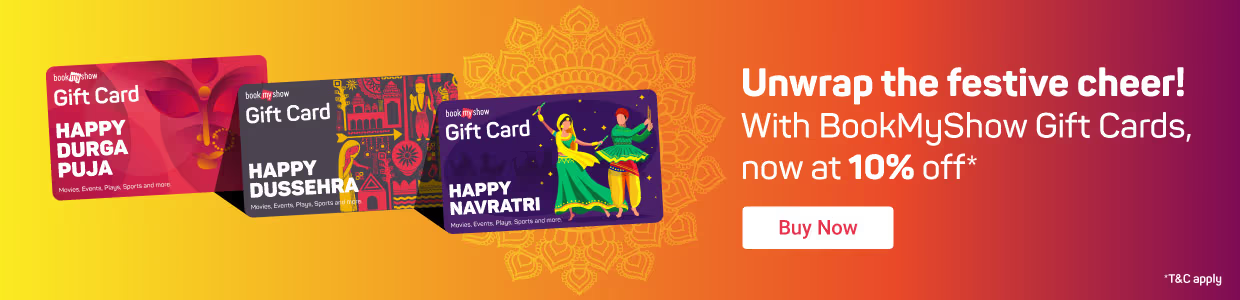 bookmyshow
Gift Card
HAPPY
DURGA
PUJA
Movies, Events, Plays, Sports and more.
bookmyshow
Gift Card
HAPPY
DUSSEHRA
Movies, Events, Plays, Sports and more.
bookmyshow
Gift Card
HAPPY
NAVRATRI
Movies, Events, Plays, Sports and more.
Unwrap the festive cheer!
With BookMyShow Gift Cards,
now at 10% off*
Buy Now
*T&C apply